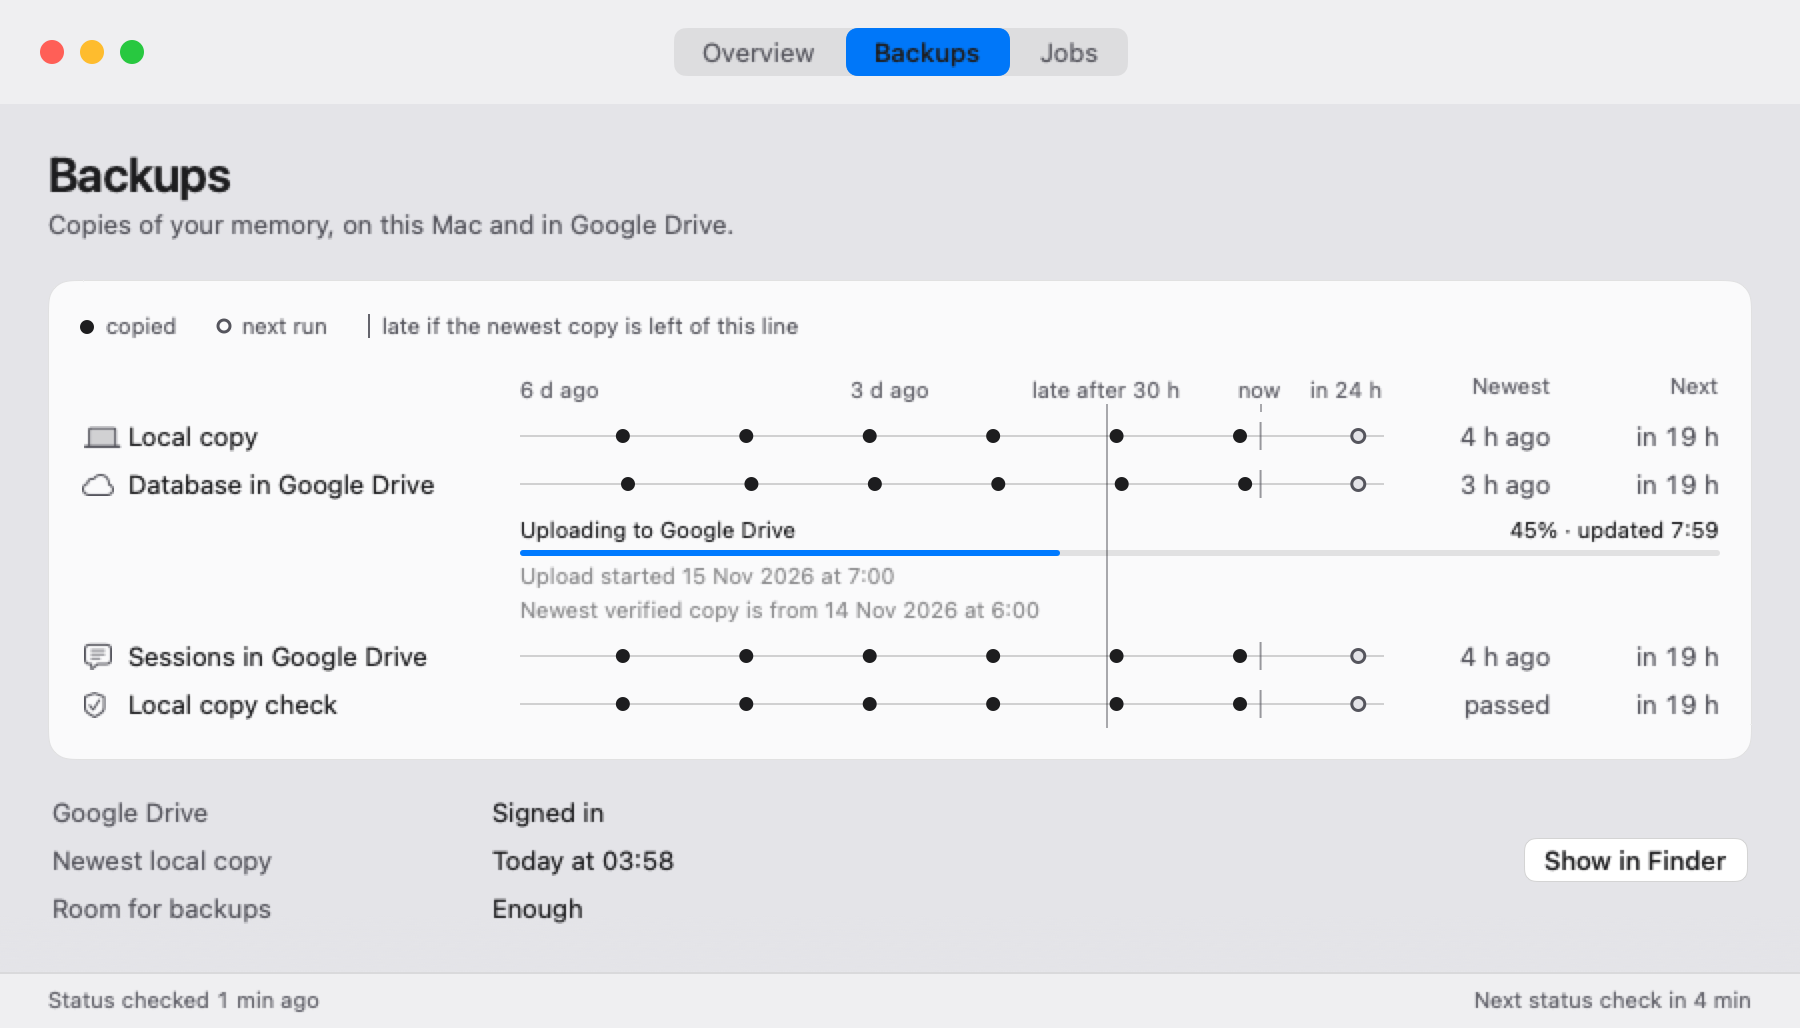 Overview Backups Jobs
Backups
Copies of your memory, on this Mac and in Google Drive.
copied next run late if the newest copy is left of this line
6 d ago 3 d ago late after 30 h now in 24 h Newest Next
Local copy 4 h ago in 19 h
Database in Google Drive 3 h ago in 19 h
Uploading to Google Drive 45% · updated 7:59
Upload started 15 Nov 2026 at 7:00
Newest verified copy is from 14 Nov 2026 at 6:00
Sessions in Google Drive 4 h ago in 19 h
Local copy check passed in 19 h
Google Drive Signed in
Newest local copy Today at 03:58 Show in Finder
Room for backups Enough
Status checked 1 min ago Next status check in 4 min